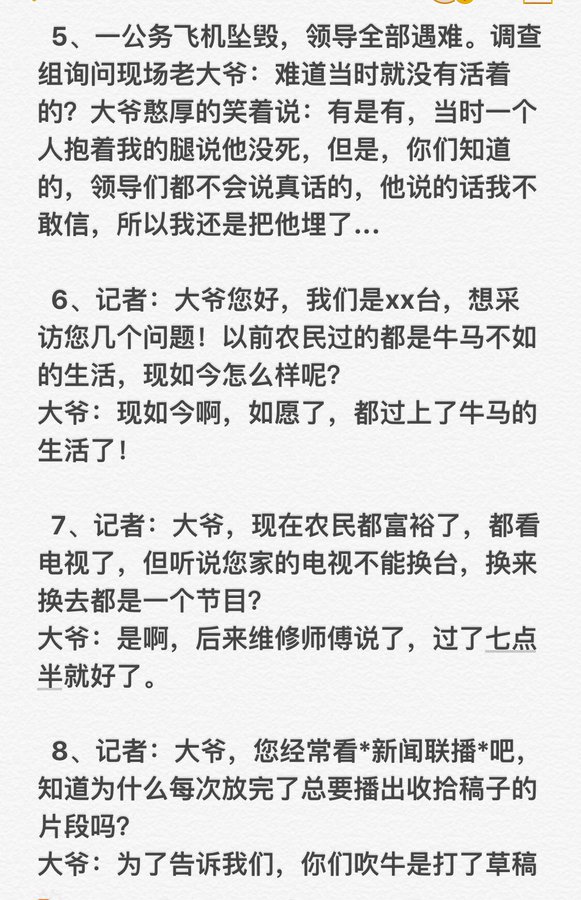 5、一公务飞机坠毁，领导全部遇难。调查
组询问现场老大爷：难道当时就没有活着
的？大爷憨厚的笑着说：有是有，当时一个
人抱着我的腿说他没死，但是，你们知道
的，领导们都不会说真话的，他说的话我不
敢信，所以我还是把他埋了...
6、记者：大爷您好，我们是xx台，想采
访您几个问题！以前农民过的都是牛马不如
的生活，现如今怎么样呢？
大爷：现如今啊，如愿了，都过上了牛马的
生活了！
7、记者：大爷，现在农民都富裕了，都看
电视了，但听说您家的电视不能换台，换来
换去都是一个节目？
大爷：是啊，后来维修师傅说了，过了七点
半就好了。
8、记者：大爷，您经常看*新闻联播*吧，
知道为什么每次放完了总要播出收拾稿子的
片段吗？
大爷：为了告诉我们，你们吹牛是打了草稿